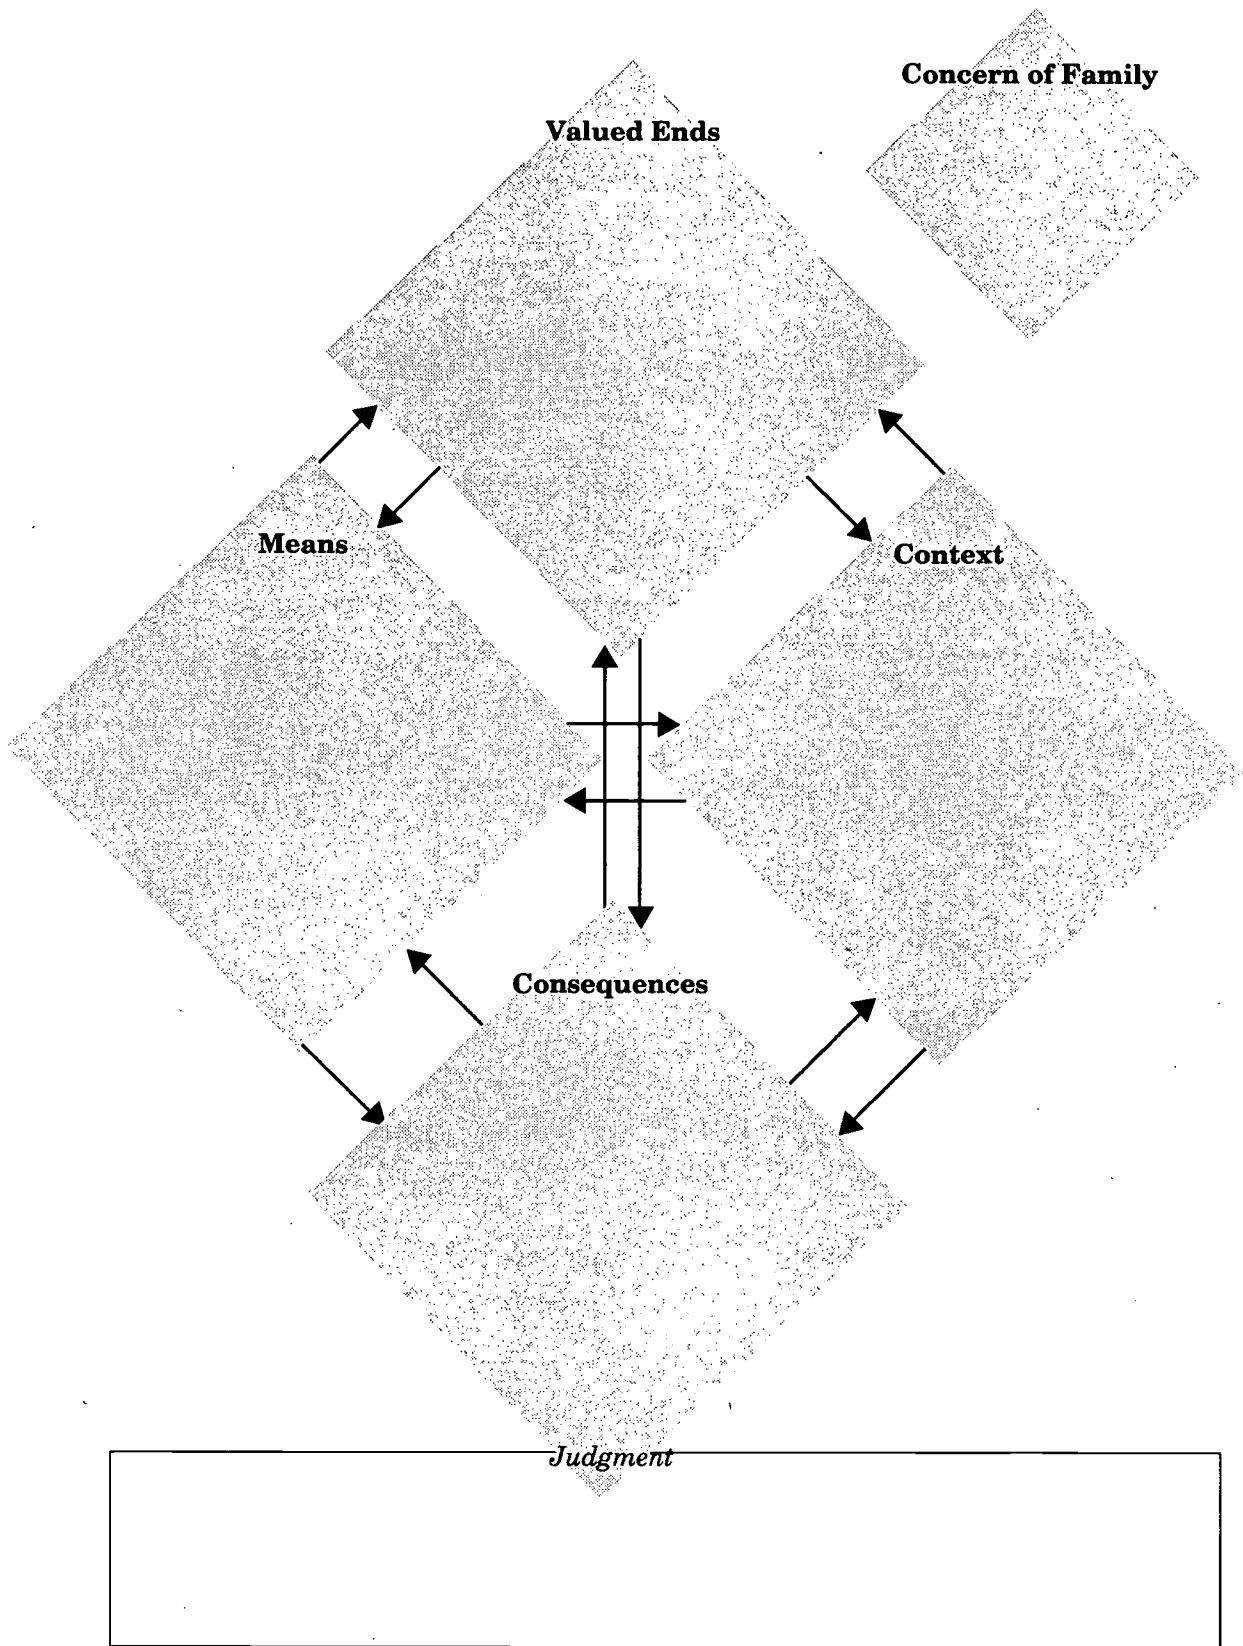 Concern of Family
Valued Ends
Means
Context
Consequences
Judgment